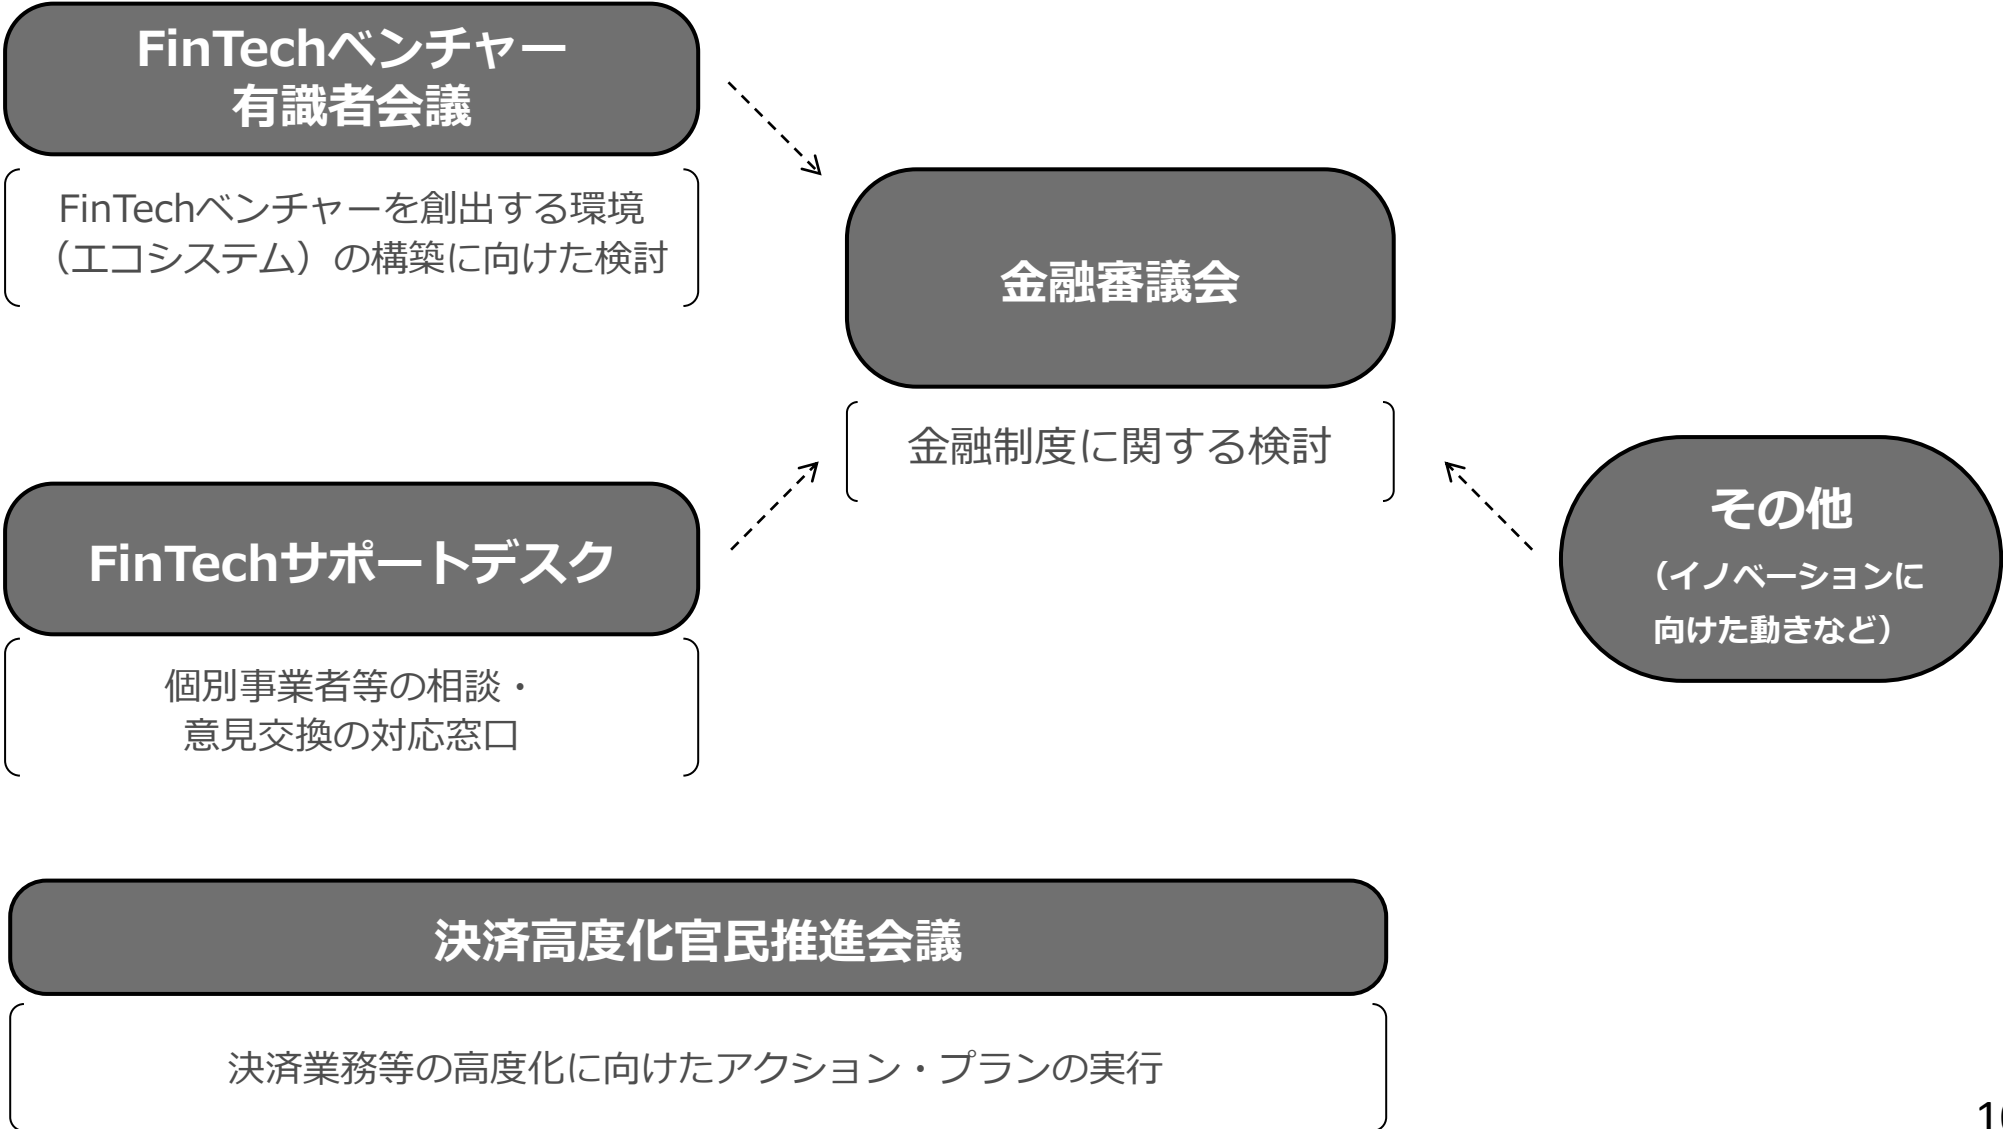 FinTechベンチャー
有識者会議
FinTechベンチャーを創出する環境
（エコシステム）の構築に向けた検討
金融審議会
金融制度に関する検討
FinTechサポートデスク
個別事業者等の相談・
意見交換の対応窓口
その他
（イノベーションに
向けた動きなど）
決済高度化官民推進会議
決済業務等の高度化に向けたアクション・プランの実行